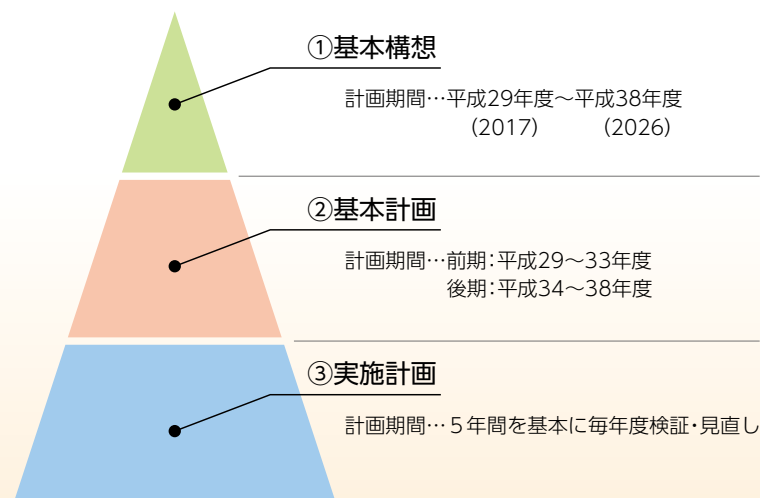 ①基本構想
計画期間…平成29年度～平成38年度
(2017) (2026)
②基本計画
計画期間…前期：平成29～33年度
後期：平成34～38年度
③実施計画
計画期間…５年間を基本に毎年度検証・見直し